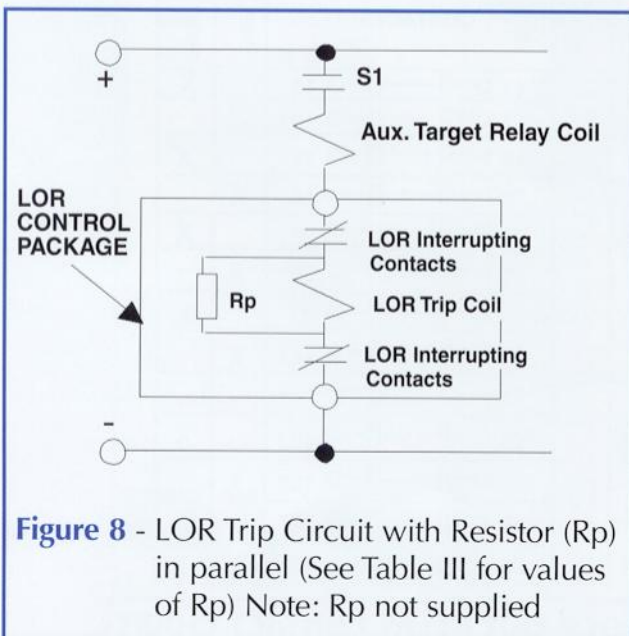 +
S1
Aux. Target Relay Coil
LOR
CONTROL
PACKAGE
LOR Interrupting
Contacts
Rp
LOR Trip Coil
LOR Interrupting
Contacts
-
Figure 8 - LOR Trip Circuit with Resistor (Rp)
in parallel (See Table III for values
of Rp) Note: Rp not supplied